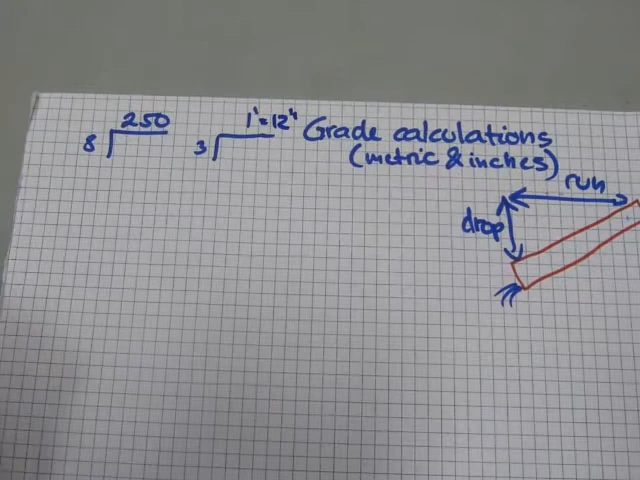 250
8
1'=12"
3
Grade calculations
(metric & inches)
run
drop